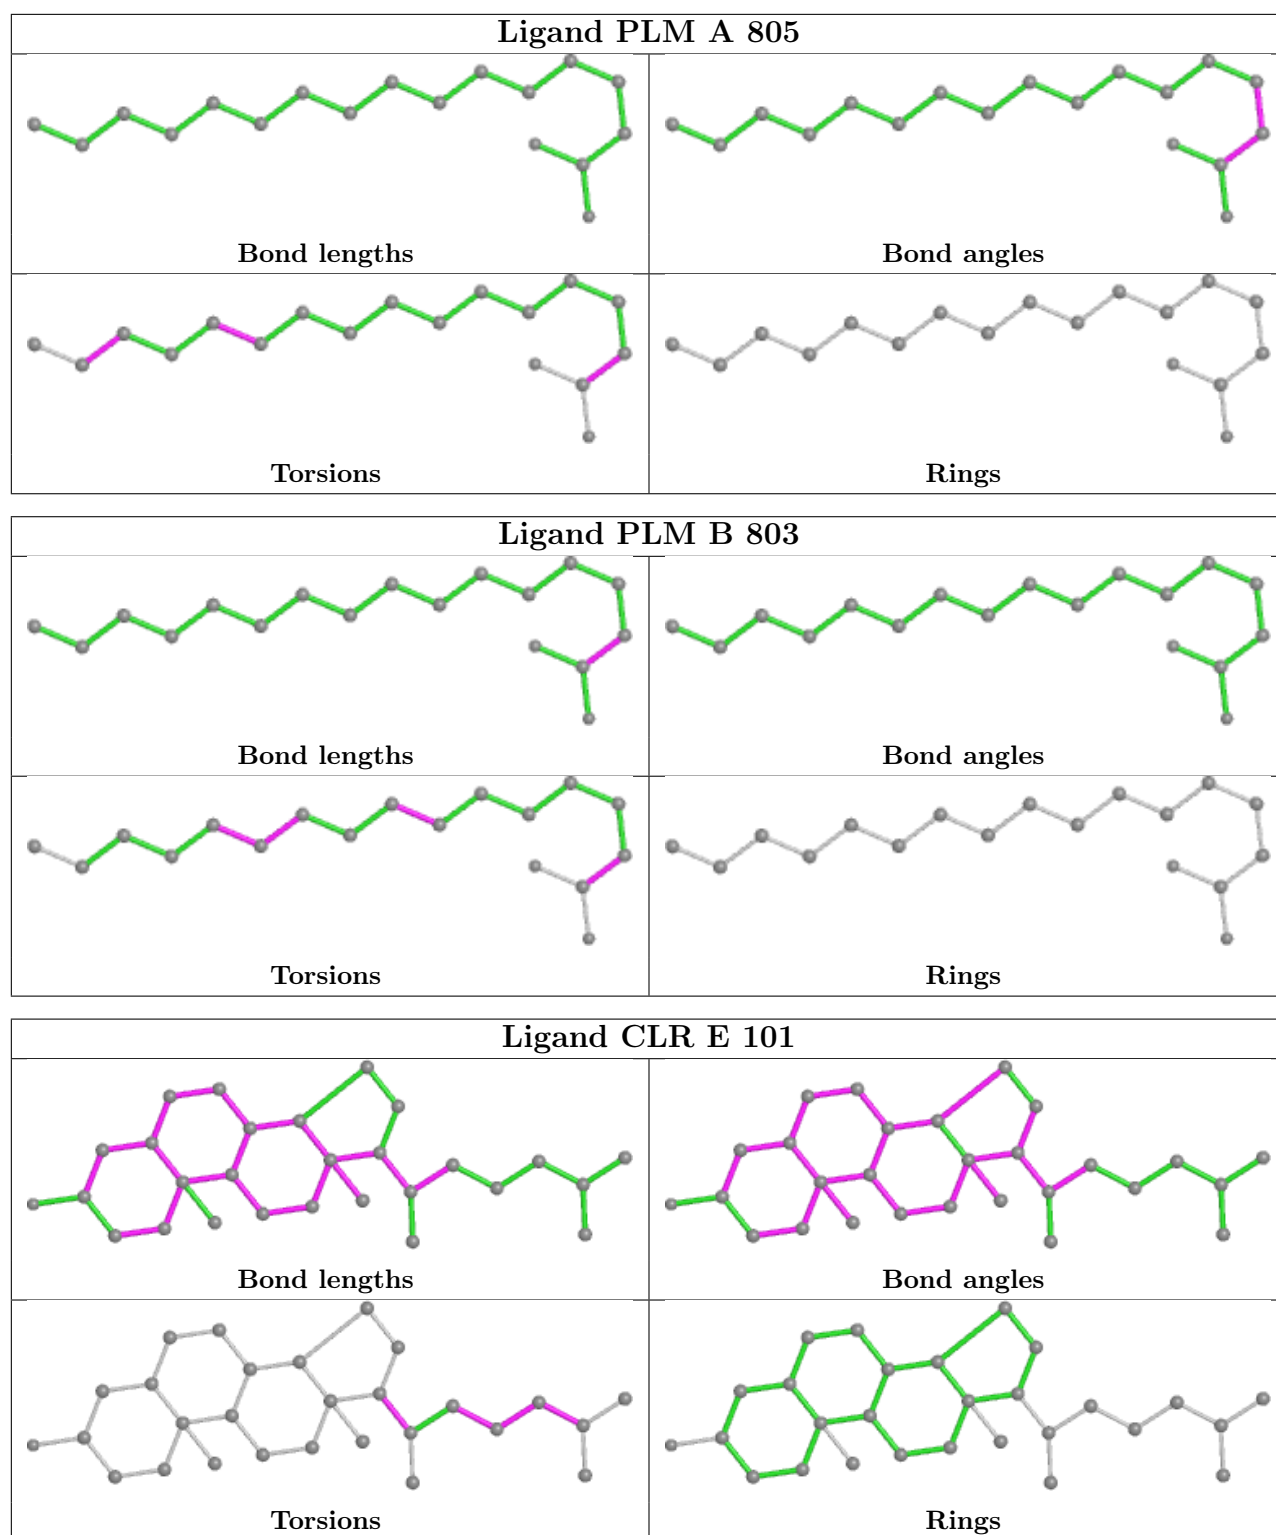 Ligand PLM A 805
Bond lengths
Bond angles
Torsions
Rings
Ligand PLM B 803
Bond lengths
Bond angles
Torsions
Rings
Ligand CLR E 101
Bond lengths
Bond angles
Torsions
Rings